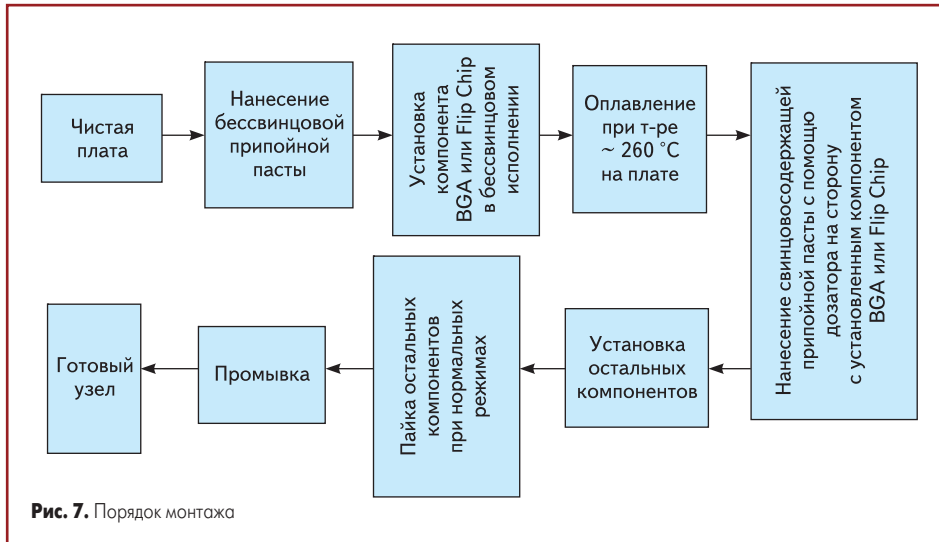 Чистая
плата
Нанесение
бессвинцовой
припойной
пасты
Установка
компонента
BGA или Flip Chip
в бессвинцовом
исполнении
Оплавление
при т-ре
~ 260 °C
на плате
Нанесение свинцовосодержащей
припойной пасты с помощью
дозатора на сторону
с установленным компонентом
BGA или Flip Chip
Установка
остальных
компонентов
Пайка остальных
компонентов
при нормальных
режимах
Промывка
Готовый
узел
Рис. 7. Порядок монтажа